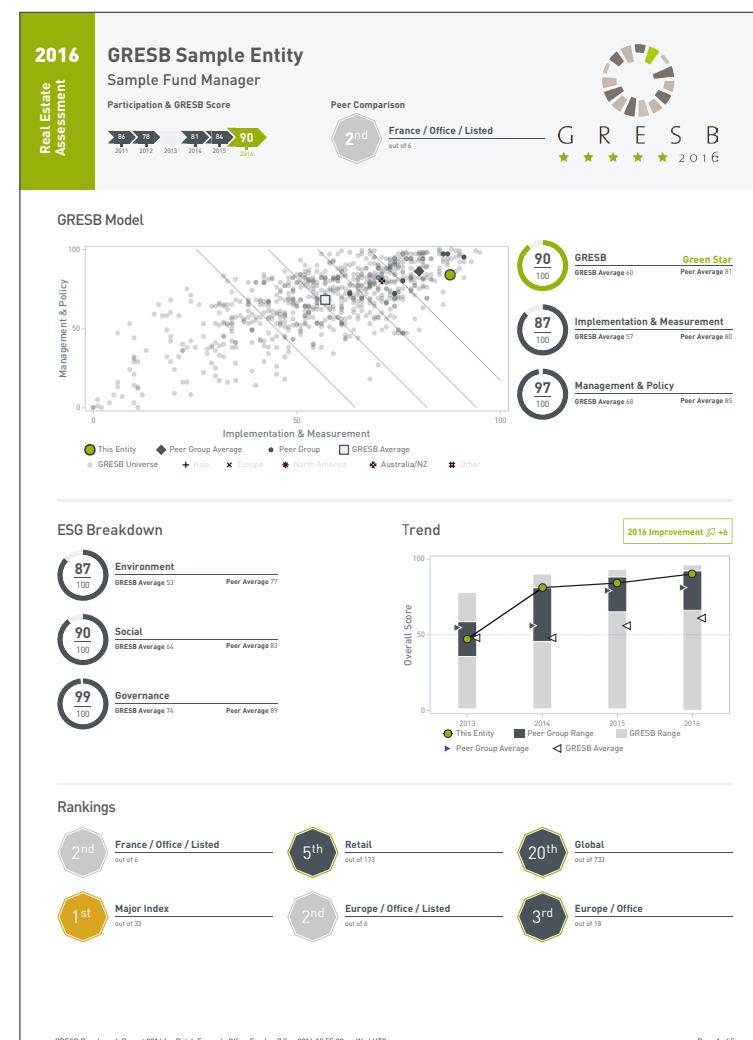 2016
Real Estate
Assessment
GRESB Sample Entity
Sample Fund Manager
Participation & GRESB Score
86 78 81 84 90
2011 2012 2013 2014 2015 2016
Peer Comparison
2nd
France / Office / Listed
out of 6
G R E S B
2016
GRESB Model
Management & Policy
100
50
0
0 50 100
Implementation & Measurement
This Entity Peer Group Average Peer Group GRESB Average
GRESB Universe Asia Europe North America Australia/NZ Other
90
100
GRESB Green Star
GRESB Average 60 Peer Average 81
87
100
Implementation & Measurement
GRESB Average 57 Peer Average 80
97
100
Management & Policy
GRESB Average 68 Peer Average 85
ESG Breakdown
87
100
Environment
GRESB Average 53 Peer Average 77
90
100
Social
GRESB Average 64 Peer Average 83
99
100
Governance
GRESB Average 74 Peer Average 89
Trend
2016 Improvement +6
Overall Score
100
50
0
2013 2014 2015 2016
This Entity Peer Group Range GRESB Range
Peer Group Average GRESB Average
Rankings
2nd
France / Office / Listed
out of 6
5th
Retail
out of 173
20th
Global
out of 733
1st
Major Index
out of 33
2nd
Europe / Office / Listed
out of 6
3rd
Europe / Office
out of 18